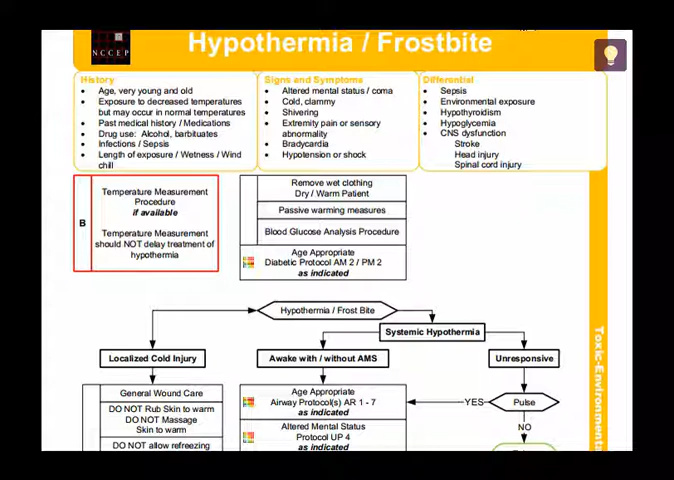 NCCEP
Hypothermia / Frostbite
History
• Age, very young and old
• Exposure to decreased temperatures
but may occur in normal temperatures
• Past medical history / Medications
• Drug use: Alcohol, barbituates
• Infections / Sepsis
• Length of exposure / Wetness / Wind
chill
Signs and Symptoms
• Altered mental status / coma
• Cold, clammy
• Shivering
• Extremity pain or sensory
abnormality
• Bradycardia
• Hypotension or shock
Differential
• Sepsis
• Environmental exposure
• Hypothyroidism
• Hypoglycemia
• CNS dysfunction
Stroke
Head injury
Spinal cord injury
B
Temperature Measurement
Procedure
if available
Temperature Measurement
should NOT delay treatment of
hypothermia
Remove wet clothing
Dry / Warm Patient
Passive warming measures
Blood Glucose Analysis Procedure
Age Appropriate
Diabetic Protocol AM 2 / PM 2
as indicated
Hypothermia / Frost Bite
Systemic Hypothermia
Localized Cold Injury
Awake with / without AMS
Unresponsive
General Wound Care
DO NOT Rub Skin to warm
DO NOT Massage
Skin to warm
DO NOT allow refreezing
Age Appropriate
Airway Protocol(s) AR 1 - 7
as indicated
Altered Mental Status
Protocol UP 4
as indicated
YES
Pulse
NO
Toxic-Environmenta